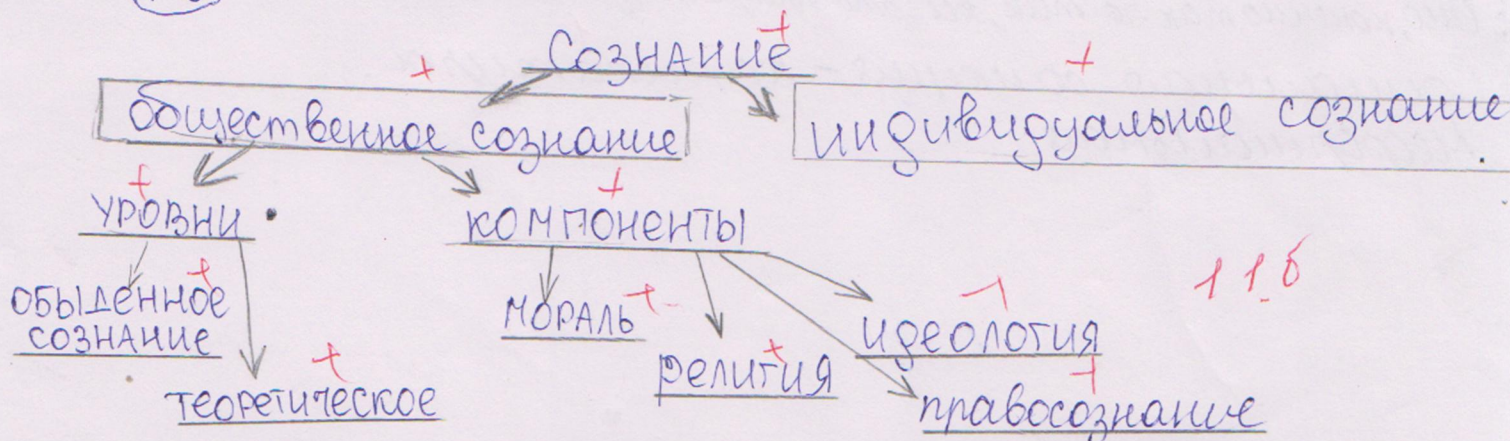 СОЗНАНИЕ
общественное сознание
индивидуальное сознание
УРОВНИ
КОМПОНЕНТЫ
ОБЫДЕННОЕ
СОЗНАНИЕ
МОРАЛЬ
ИДЕОЛОГИЯ
ТЕОРЕТИЧЕСКОЕ
РЕЛИГИЯ
правосознание
11 б